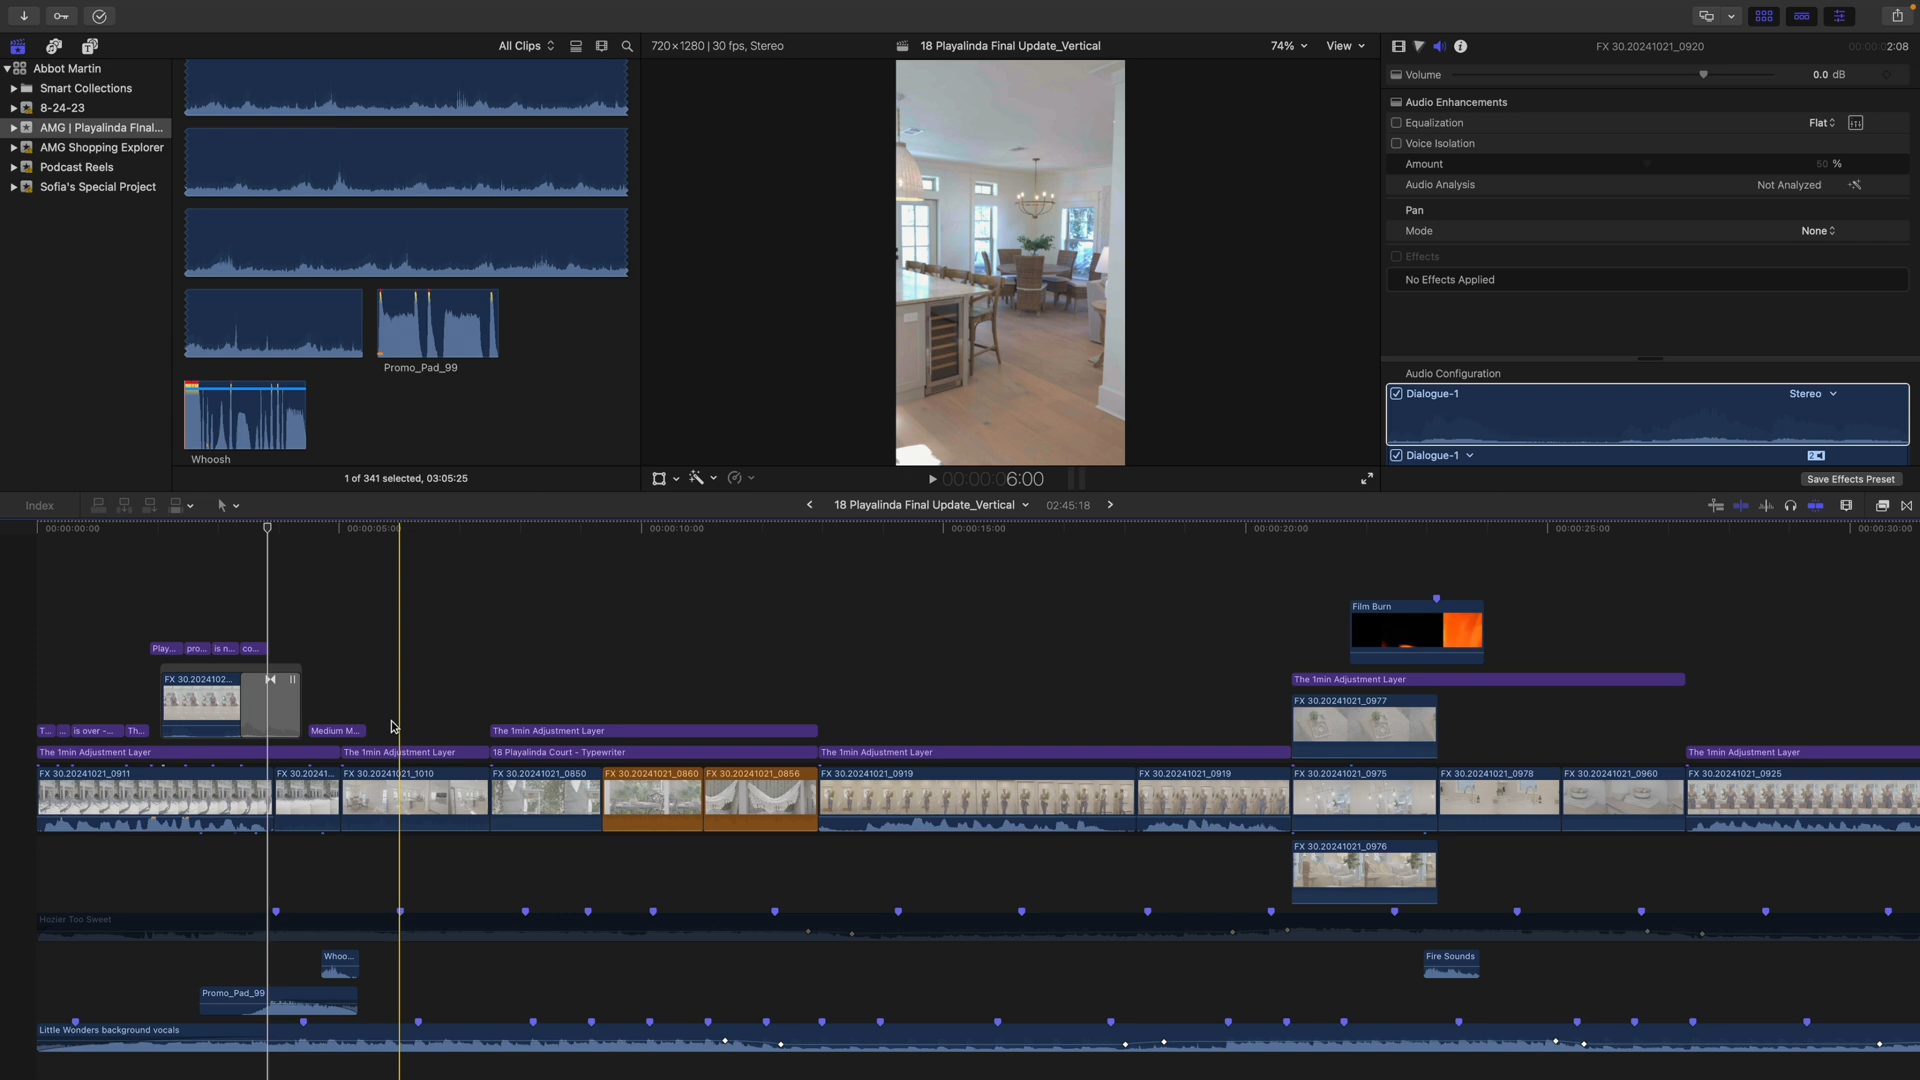 All Clips
720×1280 | 30 fps, Stereo
18 Playalinda Final Update_Vertical
74%
View
FX 30.20241021_0920
00:00:02:08
Abbot Martin
Smart Collections
8-24-23
AMG | Playalinda FInal...
AMG Shopping Explorer
Podcast Reels
Sofia's Special Project
Promo_Pad_99
Whoosh
1 of 341 selected, 03:05:25
00:00:06:00
Volume
0.0 dB
Audio Enhancements
Equalization
Flat
Voice Isolation
Amount
50 %
Audio Analysis
Not Analyzed
Pan
Mode
None
Effects
No Effects Applied
Audio Configuration
Dialogue-1
Stereo
Dialogue-1
Save Effects Preset
Index
18 Playalinda Final Update_Vertical
02:45:18
00:00:00:00
00:00:05:00
00:00:10:00
00:00:15:00
00:00:20:00
00:00:25:00
00:00:30:00
Film Burn
Play...
pro...
is n...
co...
FX 30.2024102...
The 1min Adjustment Layer
FX 30.20241021_0977
T...
...
is over -...
Th...
Medium M...
The 1min Adjustment Layer
The 1min Adjustment Layer
The 1min Adjustment Layer
18 Playalinda Court - Typewriter
The 1min Adjustment Layer
The 1min Adjustment Layer
FX 30.20241021_0911
FX 30.20241...
FX 30.20241021_1010
FX 30.20241021_0850
FX 30.20241021_0860
FX 30.20241021_0856
FX 30.20241021_0919
FX 30.20241021_0919
FX 30.20241021_0975
FX 30.20241021_0978
FX 30.20241021_0960
FX 30.20241021_0925
FX 30.20241021_0976
Hozier Too Sweet
Whoo...
Fire Sounds
Promo_Pad_99
Little Wonders background vocals